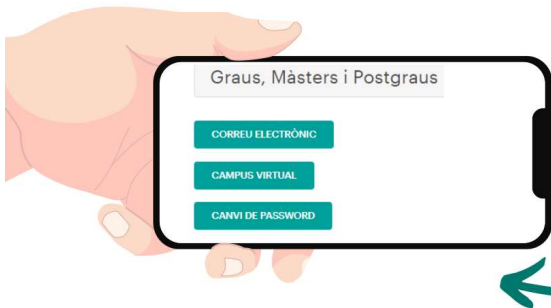 Graus, Màsters i Postgraus
CORREU ELECTRÒNIC
CAMPUS VIRTUAL
CANVI DE PASSWORD